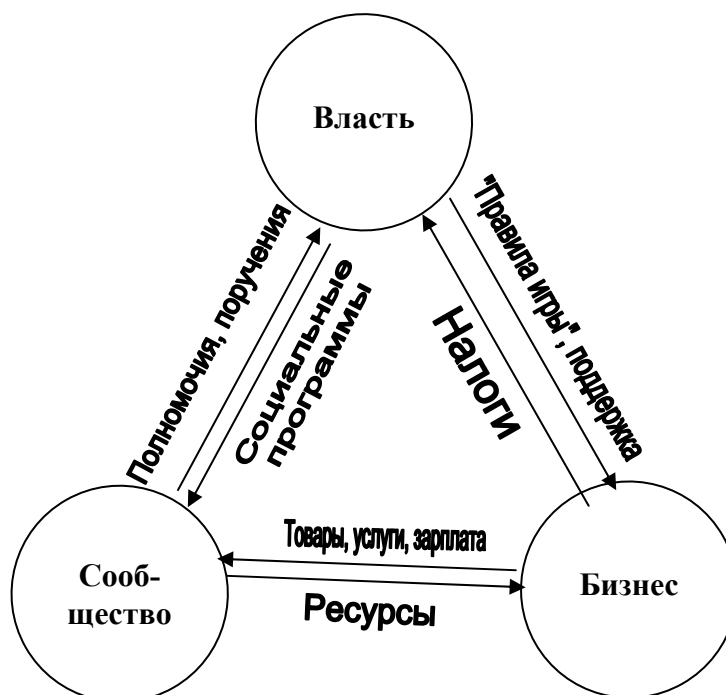 Власть
Полномочия, поручения
Социальные
программы
Налоги
"Правила игры", поддержка
Товары, услуги, зарплата
Ресурсы
Сооб-
щество
Бизнес